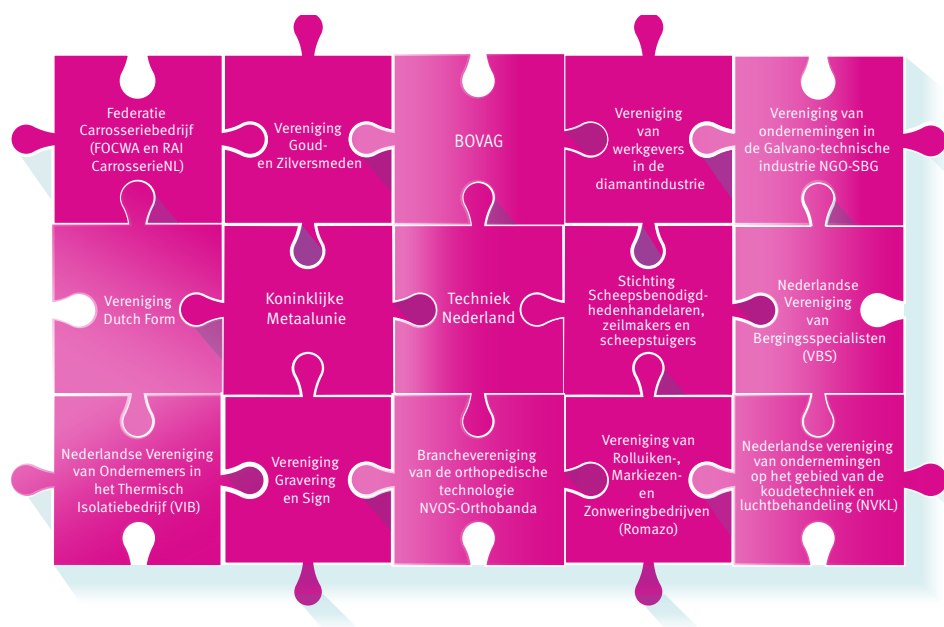 Federatie
Carrosseriebedrijf
(FOCWA en RAI
CarrosserieNL)
Vereniging
Goud-
en Zilversmeden
BOVAG
Vereniging
van
werkgevers
in de
diamantindustrie
Vereniging van
ondernemingen in
de Galvano-technische
industrie NGO-SBG
Vereniging
Dutch Form
Koninklijke
Metaalunie
Techniek
Nederland
Stichting
Scheepsbenodigd-
hedenhandelaren,
zeilmakers en
scheepstuigers
Nederlandse
Vereniging
van
Bergingsspecialisten
(VBS)
Nederlandse Vereniging
van Ondernemers in
het Thermisch
Isolatiebedrijf (VIB)
Vereniging
Gravering
en Sign
Branchevereniging
van de orthopedische
technologie
NVOS-Orthobanda
Vereniging van
Rolluiken-,
Markiezen-
en
Zonweringbedrijven
(Romazo)
Nederlandse vereniging
van ondernemingen
op het gebied van de
koudetechniek en
luchtbehandeling (NVKL)